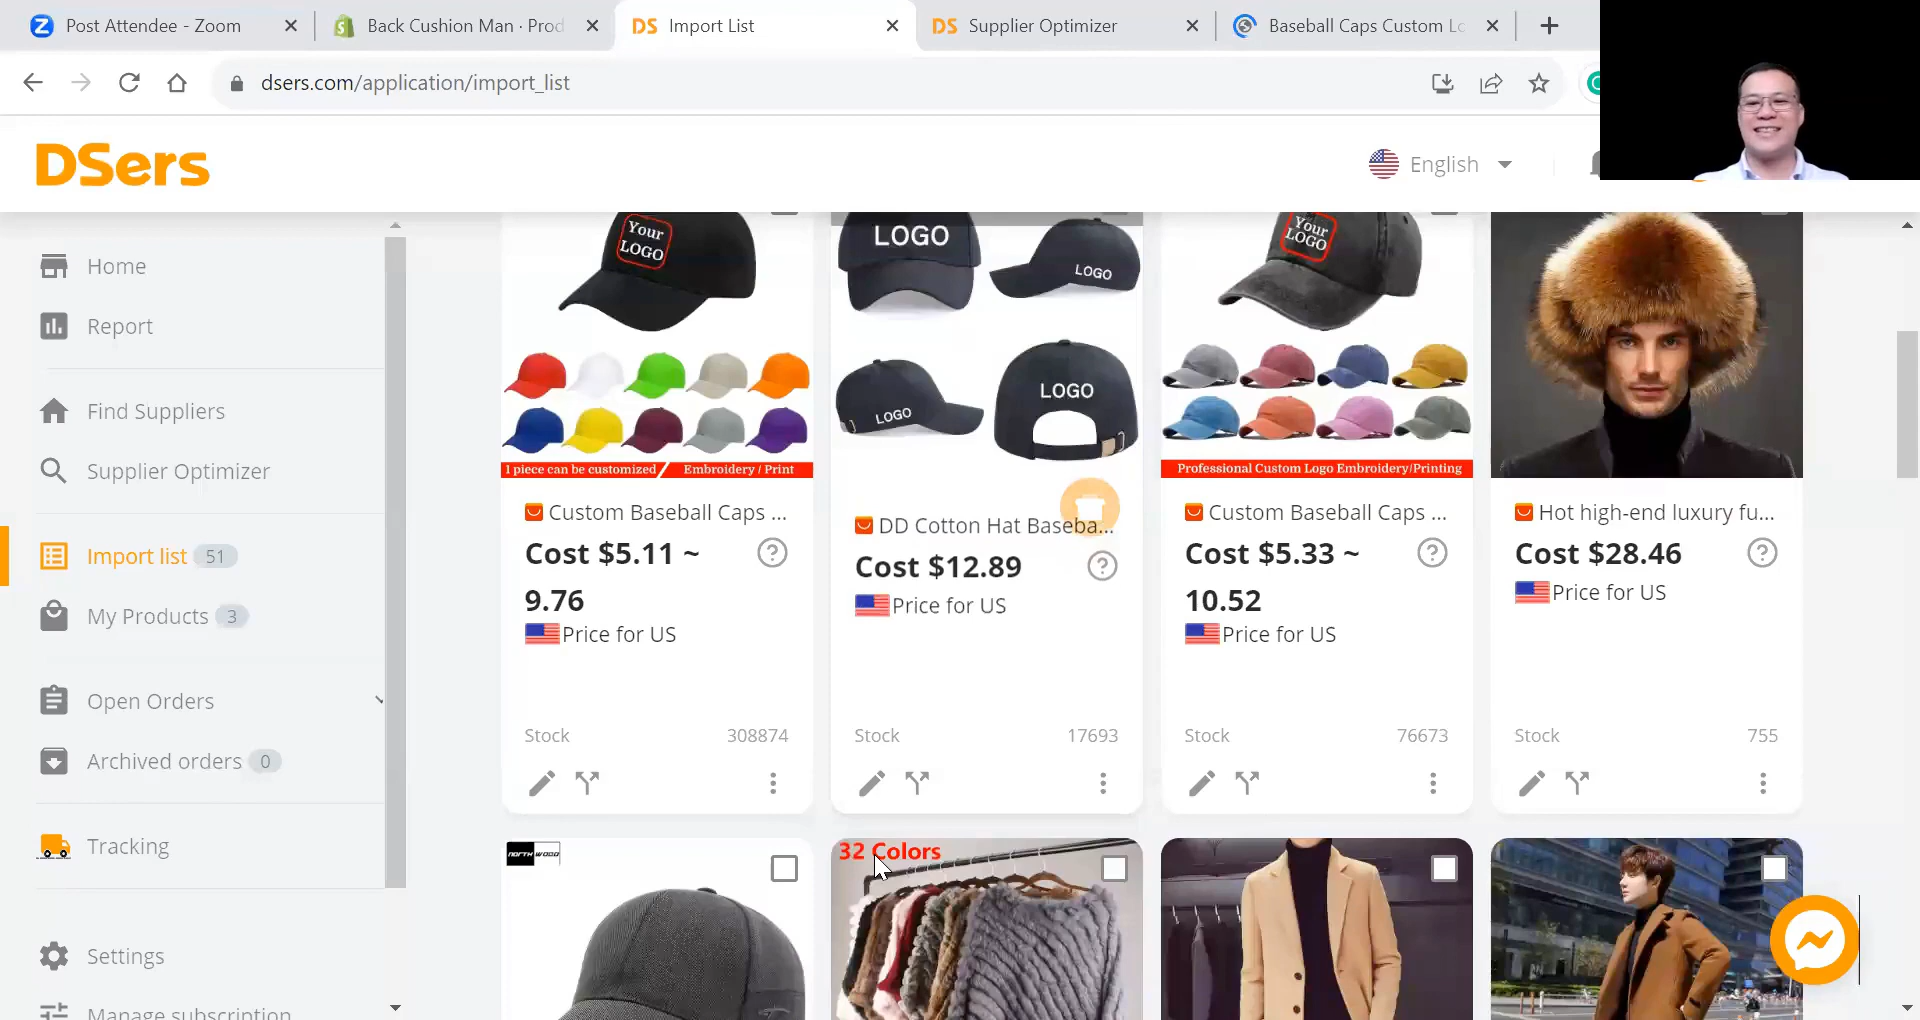 Post Attendee - Zoom
Back Cushion Man · Prod
DS Import List
DS Supplier Optimizer
Baseball Caps Custom Lo
dsers.com/application/import_list
DSers
English
Home
Report
Find Suppliers
Supplier Optimizer
Import list 51
My Products 3
Open Orders
Archived orders 0
Tracking
Settings
Manage subscription
Your
LOGO
1 piece can be customized / Embroidery / Print
Custom Baseball Caps ...
Cost $5.11 ~
9.76
Price for US
Stock 308874
LOGO
LOGO
LOGO
LOGO
DD Cotton Hat Baseba...
Cost $12.89
Price for US
Stock 17693
Your
LOGO
Professional Custom Logo Embroidery/Printing
Custom Baseball Caps ...
Cost $5.33 ~
10.52
Price for US
Stock 76673
Hot high-end luxury fu...
Cost $28.46
Price for US
Stock 755
NORTH WOOD
32 Colors